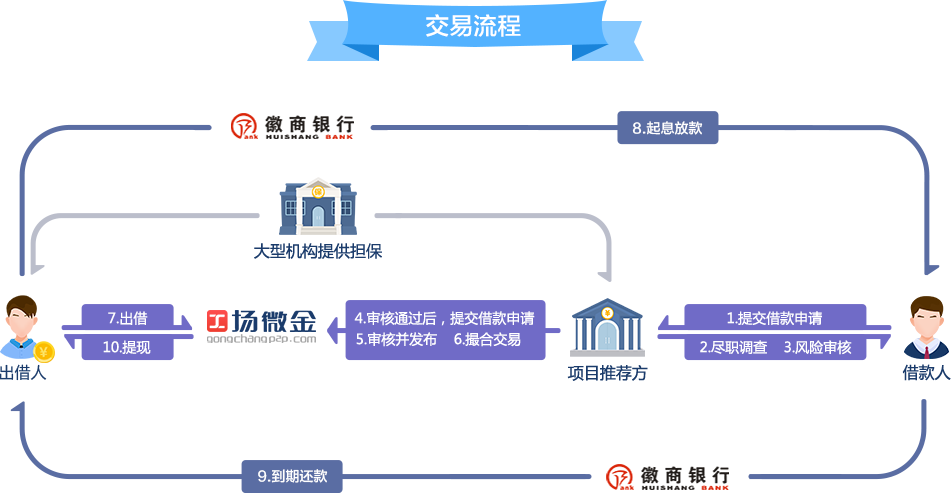 交易流程
徽商银行
Bank HUISHANG BANK
8.起息放款
保
大型机构提供担保
7.出借
10.提现
工场微金
gongchangp2p.com
4.审核通过后，提交借款申请
5.审核并发布 6.撮合交易
¥
1.提交借款申请
2.尽职调查 3.风险审核
¥
出借人
项目推荐方
借款人
9.到期还款
徽商银行
Bank HUISHANG BANK